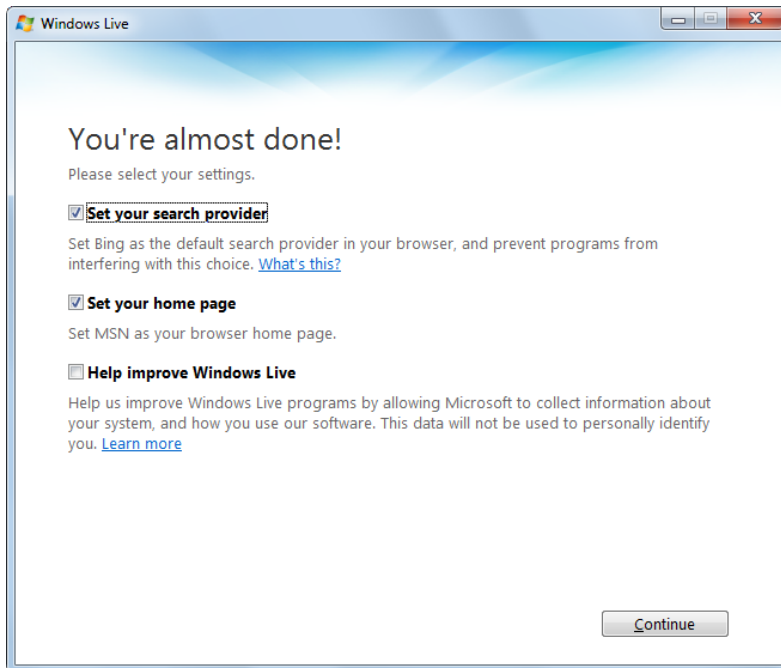 Windows Live
You're almost done!
Please select your settings.
Set your search provider
Set Bing as the default search provider in your browser, and prevent programs from
interfering with this choice. What's this?
Set your home page
Set MSN as your browser home page.
Help improve Windows Live
Help us improve Windows Live programs by allowing Microsoft to collect information about
your system, and how you use our software. This data will not be used to personally identify
you. Learn more
Continue